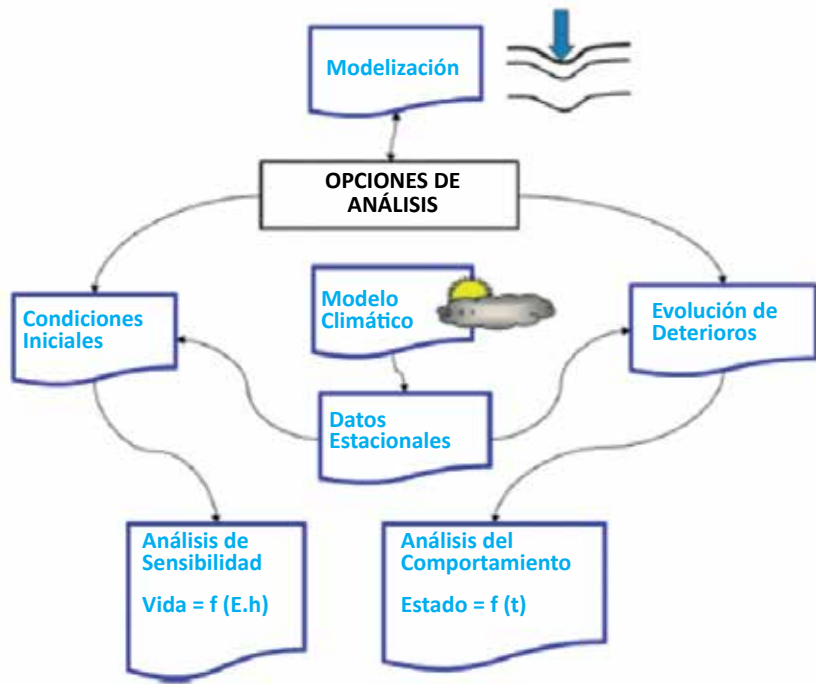 Modelización
OPCIONES DE
ANÁLISIS
Condiciones
Iniciales
Modelo
Climático
Evolución de
Deterioros
Datos
Estacionales
Análisis de
Sensibilidad
Vida = f (E.h)
Análisis del
Comportamiento
Estado = f (t)